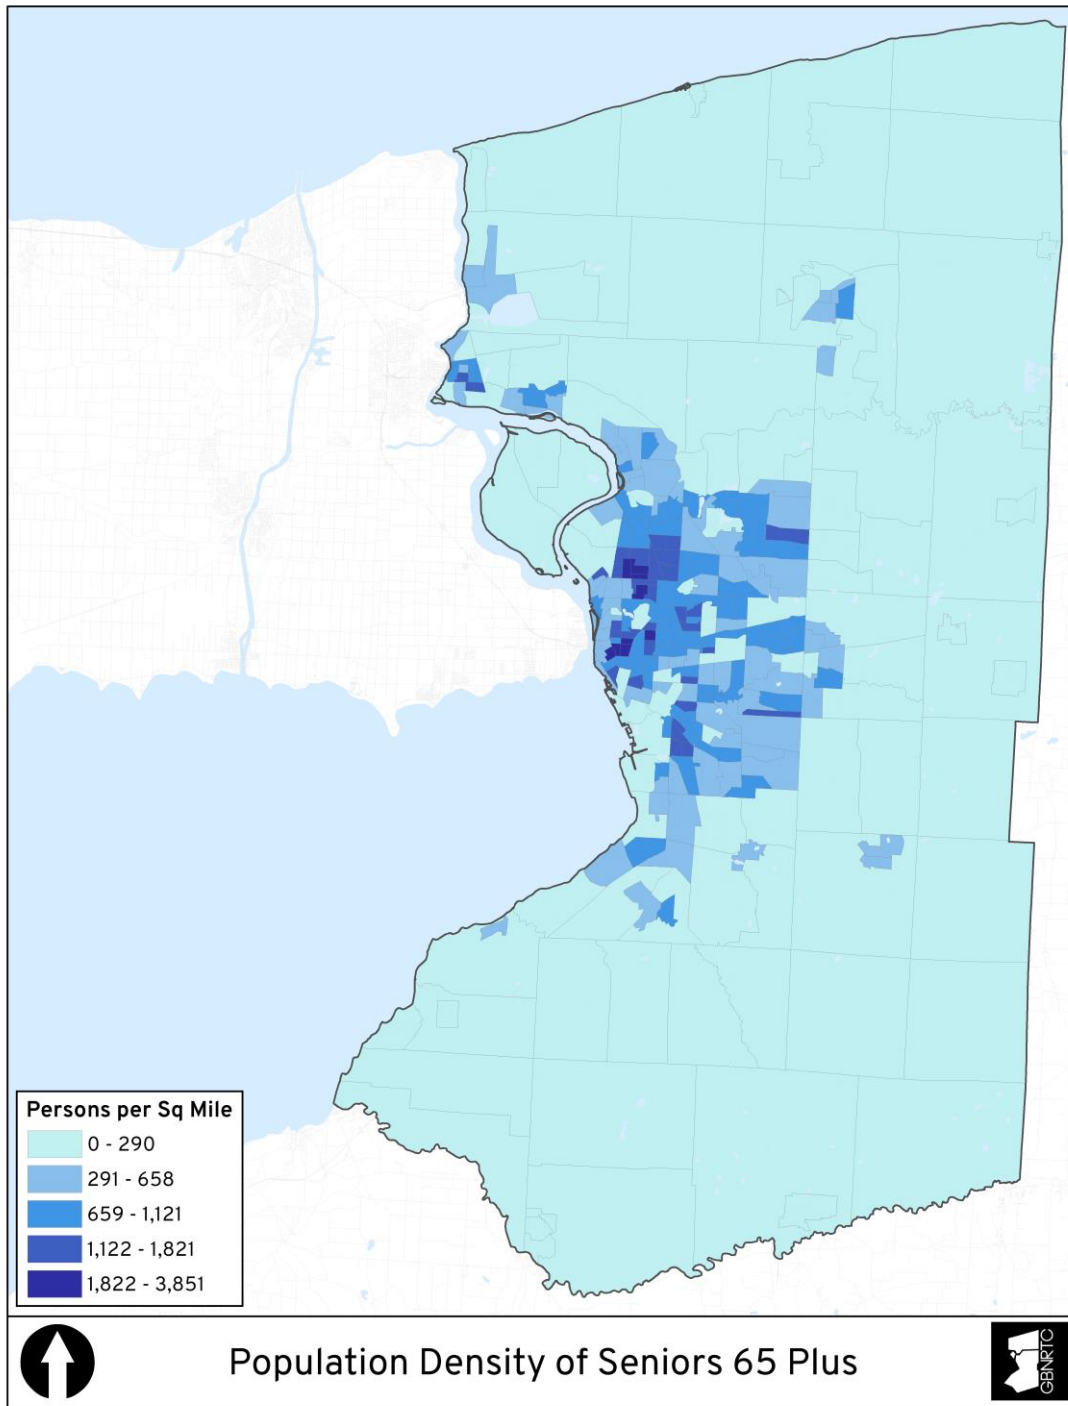 Persons per Sq Mile
0 - 290
291 - 658
659 - 1,121
1,122 - 1,821
1,822 - 3,851
Population Density of Seniors 65 Plus
GBNRTC